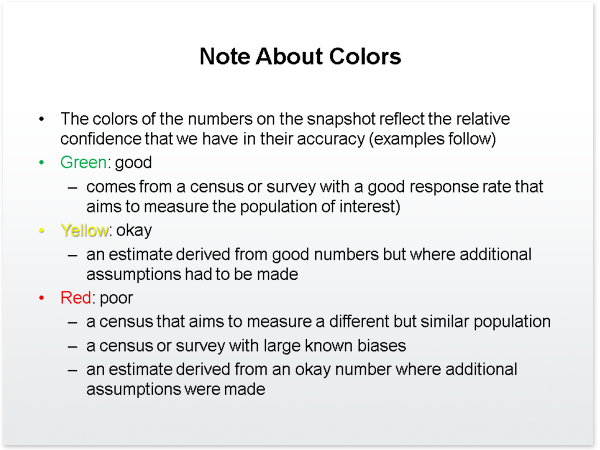 Note About Colors
• The colors of the numbers on the snapshot reflect the relative
confidence that we have in their accuracy (examples follow)
• Green: good
– comes from a census or survey with a good response rate that
aims to measure the population of interest)
• Yellow: okay
– an estimate derived from good numbers but where additional
assumptions had to be made
• Red: poor
– a census that aims to measure a different but similar population
– a census or survey with large known biases
– an estimate derived from an okay number where additional
assumptions were made